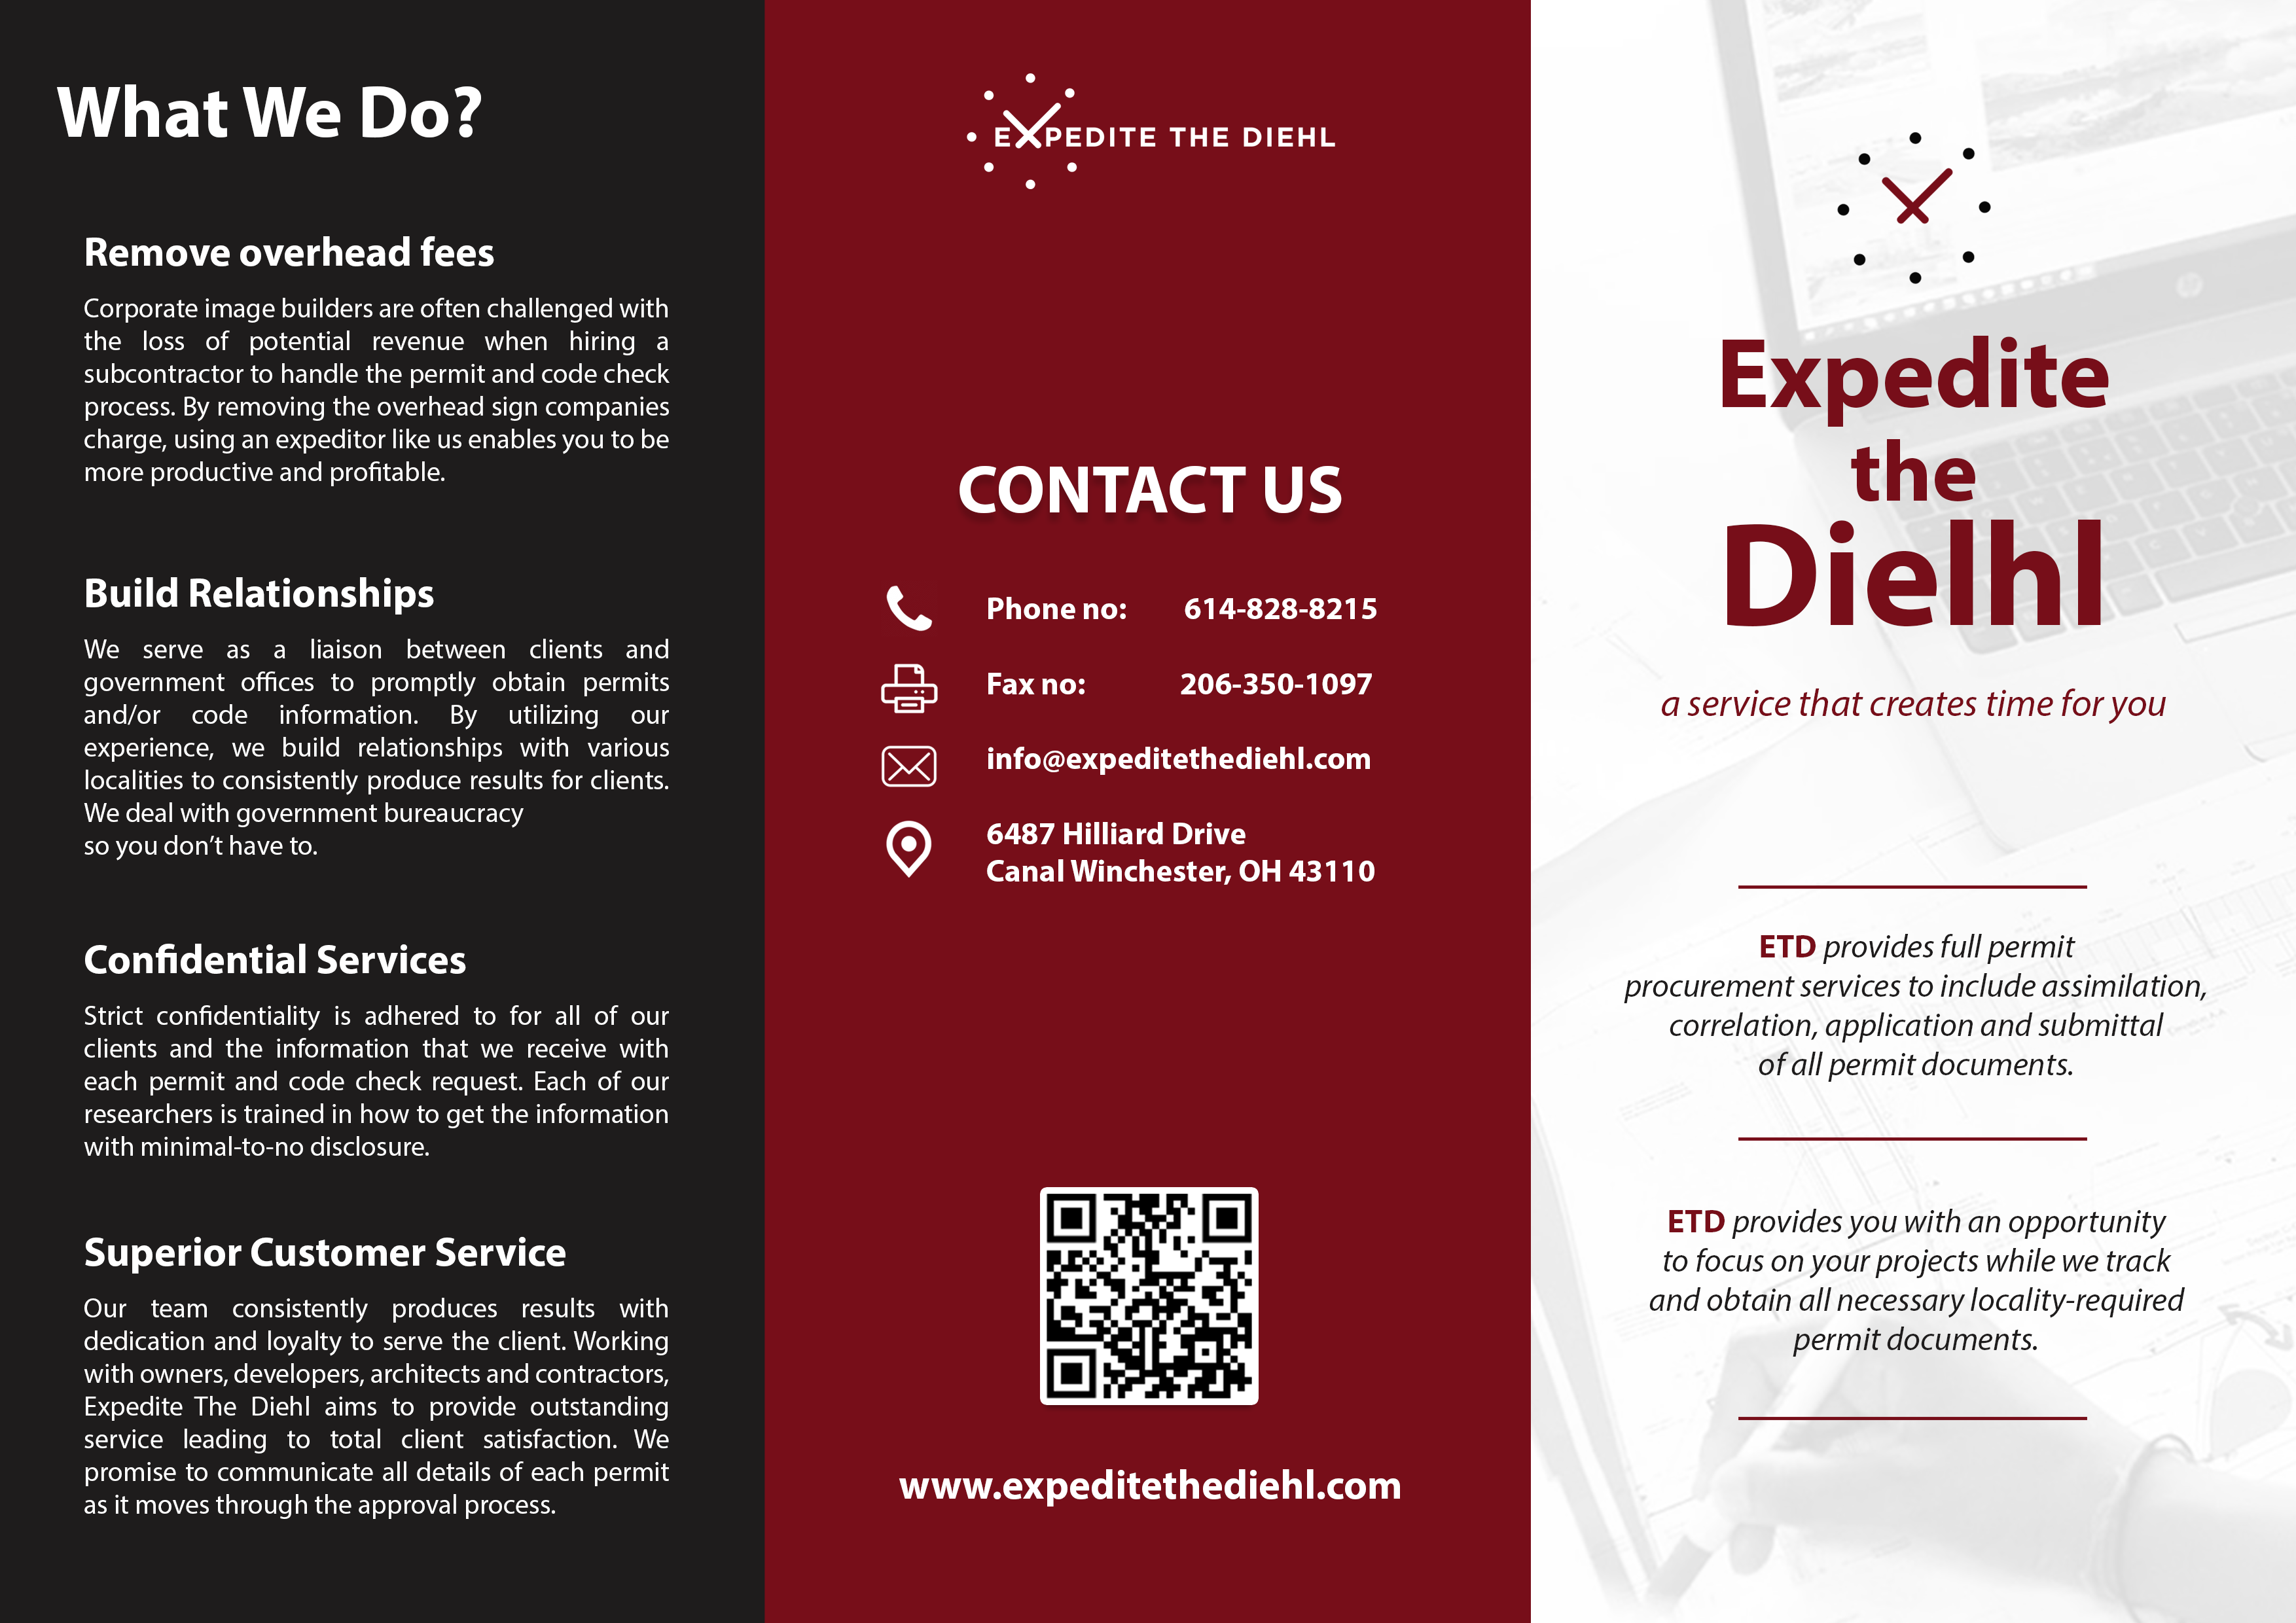 What We Do?
Remove overhead fees
Corporate image builders are often challenged with
the loss of potential revenue when hiring a
subcontractor to handle the permit and code check
process. By removing the overhead sign companies
charge, using an expeditor like us enables you to be
more productive and profitable.
Build Relationships
We serve as a liaison between clients and
government offices to promptly obtain permits
and/or code information. By utilizing our
experience, we build relationships with various
localities to consistently produce results for clients.
We deal with government bureaucracy
so you don’t have to.
Confidential Services
Strict confidentiality is adhered to for all of our
clients and the information that we receive with
each permit and code check request. Each of our
researchers is trained in how to get the information
with minimal-to-no disclosure.
Superior Customer Service
Our team consistently produces results with
dedication and loyalty to serve the client. Working
with owners, developers, architects and contractors,
Expedite The Diehl aims to provide outstanding
service leading to total client satisfaction. We
promise to communicate all details of each permit
as it moves through the approval process.
EXPEDITE THE DIEHL
CONTACT US
Phone no: 614-828-8215
Fax no: 206-350-1097
info@expeditethediehl.com
6487 Hilliard Drive
Canal Winchester, OH 43110
www.expeditethediehl.com
Expedite
the
Dielhl
a service that creates time for you
ETD provides full permit
procurement services to include assimilation,
correlation, application and submittal
of all permit documents.
ETD provides you with an opportunity
to focus on your projects while we track
and obtain all necessary locality-required
permit documents.